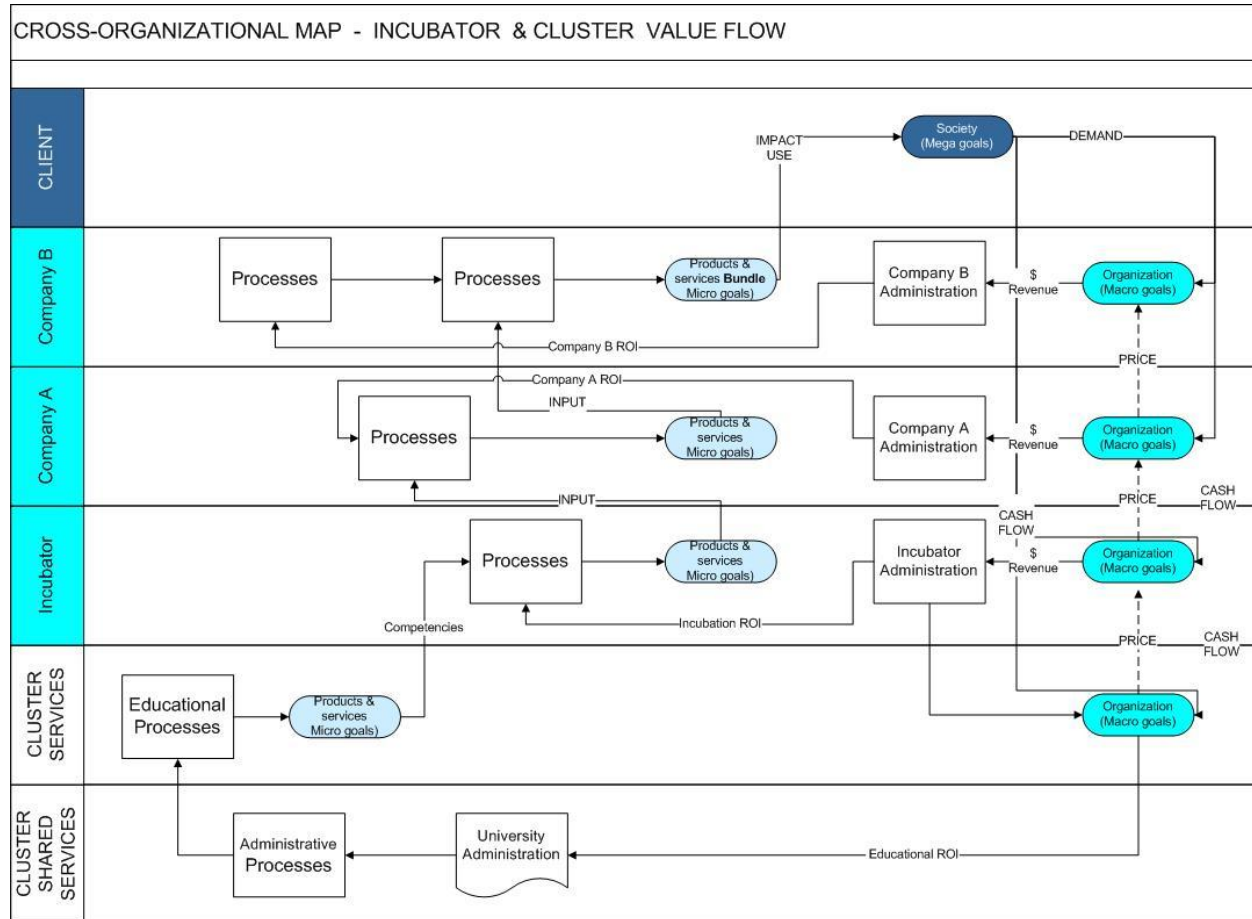 CROSS-ORGANIZATIONAL MAP - INCUBATOR & CLUSTER VALUE FLOW
CLIENT
Society
(Mega goals)
DEMAND
IMPACT
USE
Company B
Processes
Processes
Products &
services Bundle
Micro goals)
Company B
Administration
$
Revenue
Organization
(Macro goals)
Company B ROI
PRICE
Company A
Company A ROI
INPUT
Processes
Products &
services
Micro goals)
Company A
Administration
$
Revenue
Organization
(Macro goals)
INPUT
PRICE
CASH
FLOW
Incubator
CASH
FLOW
Processes
Products &
services
Micro goals)
Incubator
Administration
$
Revenue
Organization
(Macro goals)
Competencies
Incubation ROI
PRICE
CASH
FLOW
CLUSTER
SERVICES
Educational
Processes
Products &
services
Micro goals)
Organization
(Macro goals)
CLUSTER
SHARED
SERVICES
Administrative
Processes
University
Administration
Educational ROI